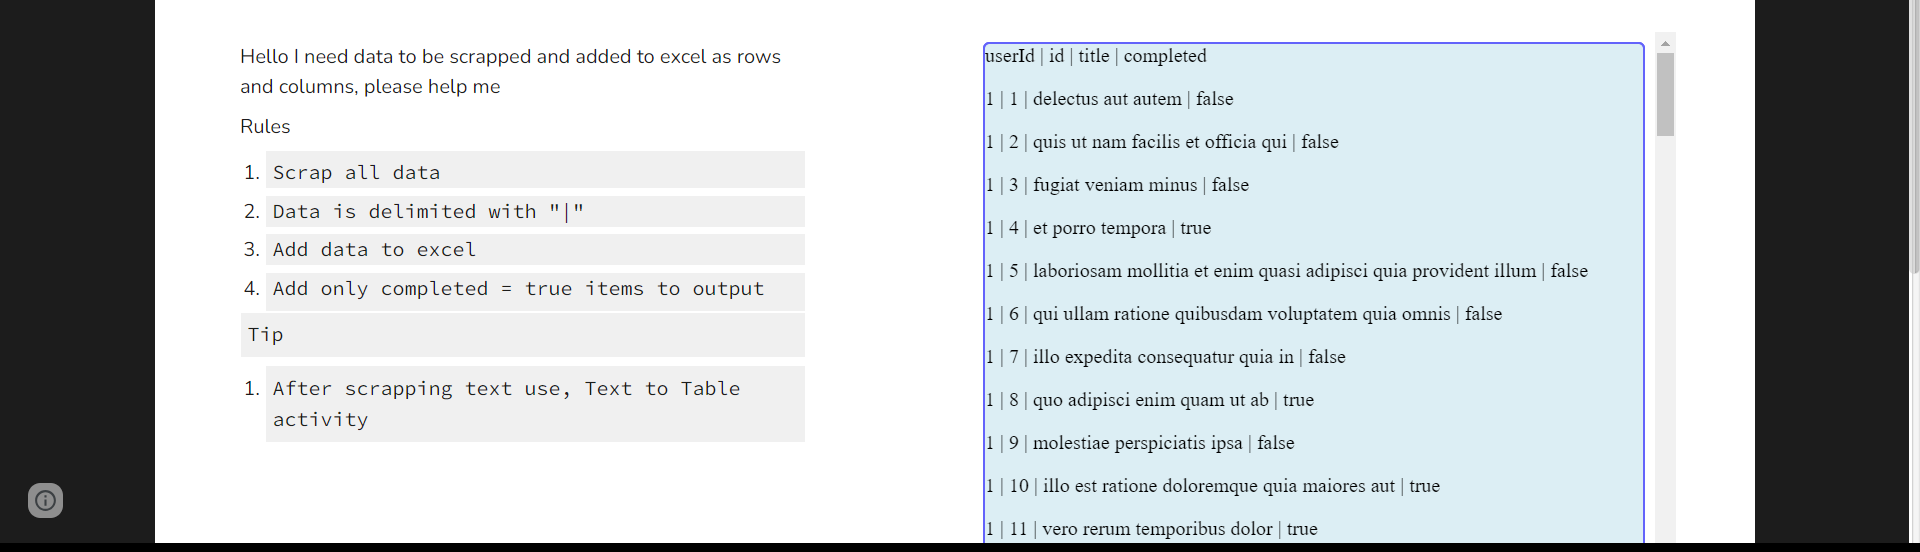 Hello I need data to be scrapped and added to excel as rows
and columns, please help me
Rules
1. Scrap all data
2. Data is delimited with "|"
3. Add data to excel
4. Add only completed = true items to output
Tip
1. After scrapping text use, Text to Table
activity
userId | id | title | completed
1 | 1 | delectus aut autem | false
1 | 2 | quis ut nam facilis et officia qui | false
1 | 3 | fugiat veniam minus | false
1 | 4 | et porro tempora | true
1 | 5 | laboriosam mollitia et enim quasi adipisci quia provident illum | false
1 | 6 | qui ullam ratione quibusdam voluptatem quia omnis | false
1 | 7 | illo expedita consequatur quia in | false
1 | 8 | quo adipisci enim quam ut ab | true
1 | 9 | molestiae perspiciatis ipsa | false
1 | 10 | illo est ratione doloremque quia maiores aut | true
1 | 11 | vero rerum temporibus dolor | true